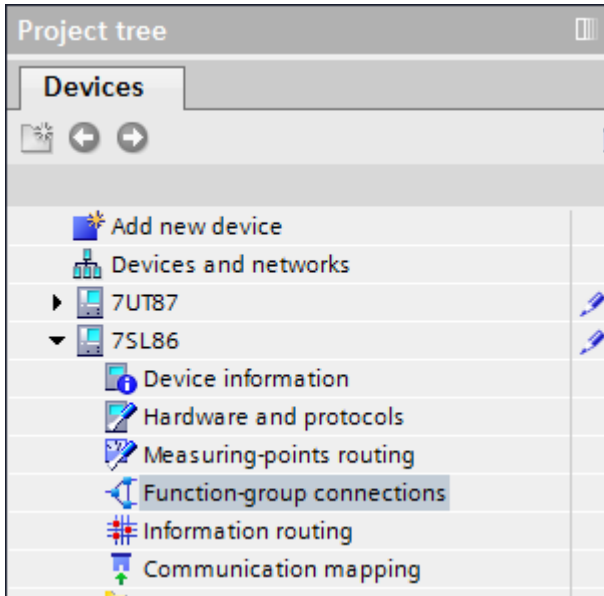 Project tree
Devices
Add new device
Devices and networks
7UT87
7SL86
Device information
Hardware and protocols
Measuring-points routing
Function-group connections
Information routing
Communication mapping